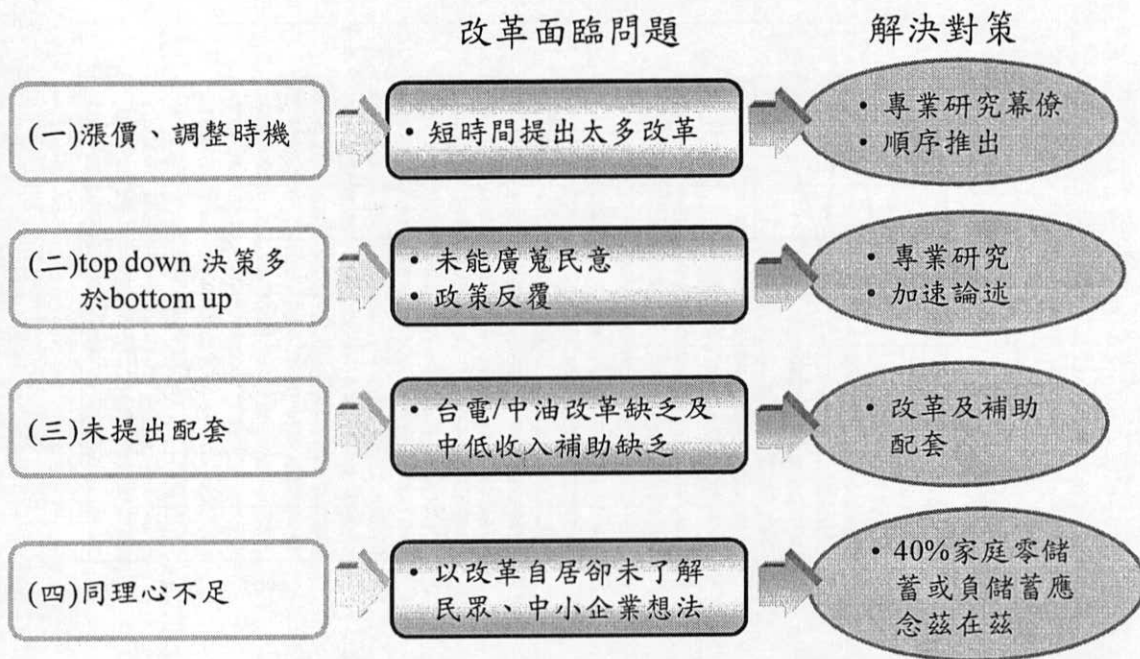 改革面臨問題
解決對策
(一)漲價、調整時機
• 短時間提出太多改革
• 專業研究幕僚
• 順序推出
(二)top down 決策多
於bottom up
• 未能廣蒐民意
• 政策反覆
• 專業研究
• 加速論述
(三)未提出配套
• 台電/中油改革缺乏及
中低收入補助缺乏
• 改革及補助
配套
(四)同理心不足
• 以改革自居卻未了解
民眾、中小企業想法
• 40%家庭零儲
蓄或負儲蓄應
念茲在茲